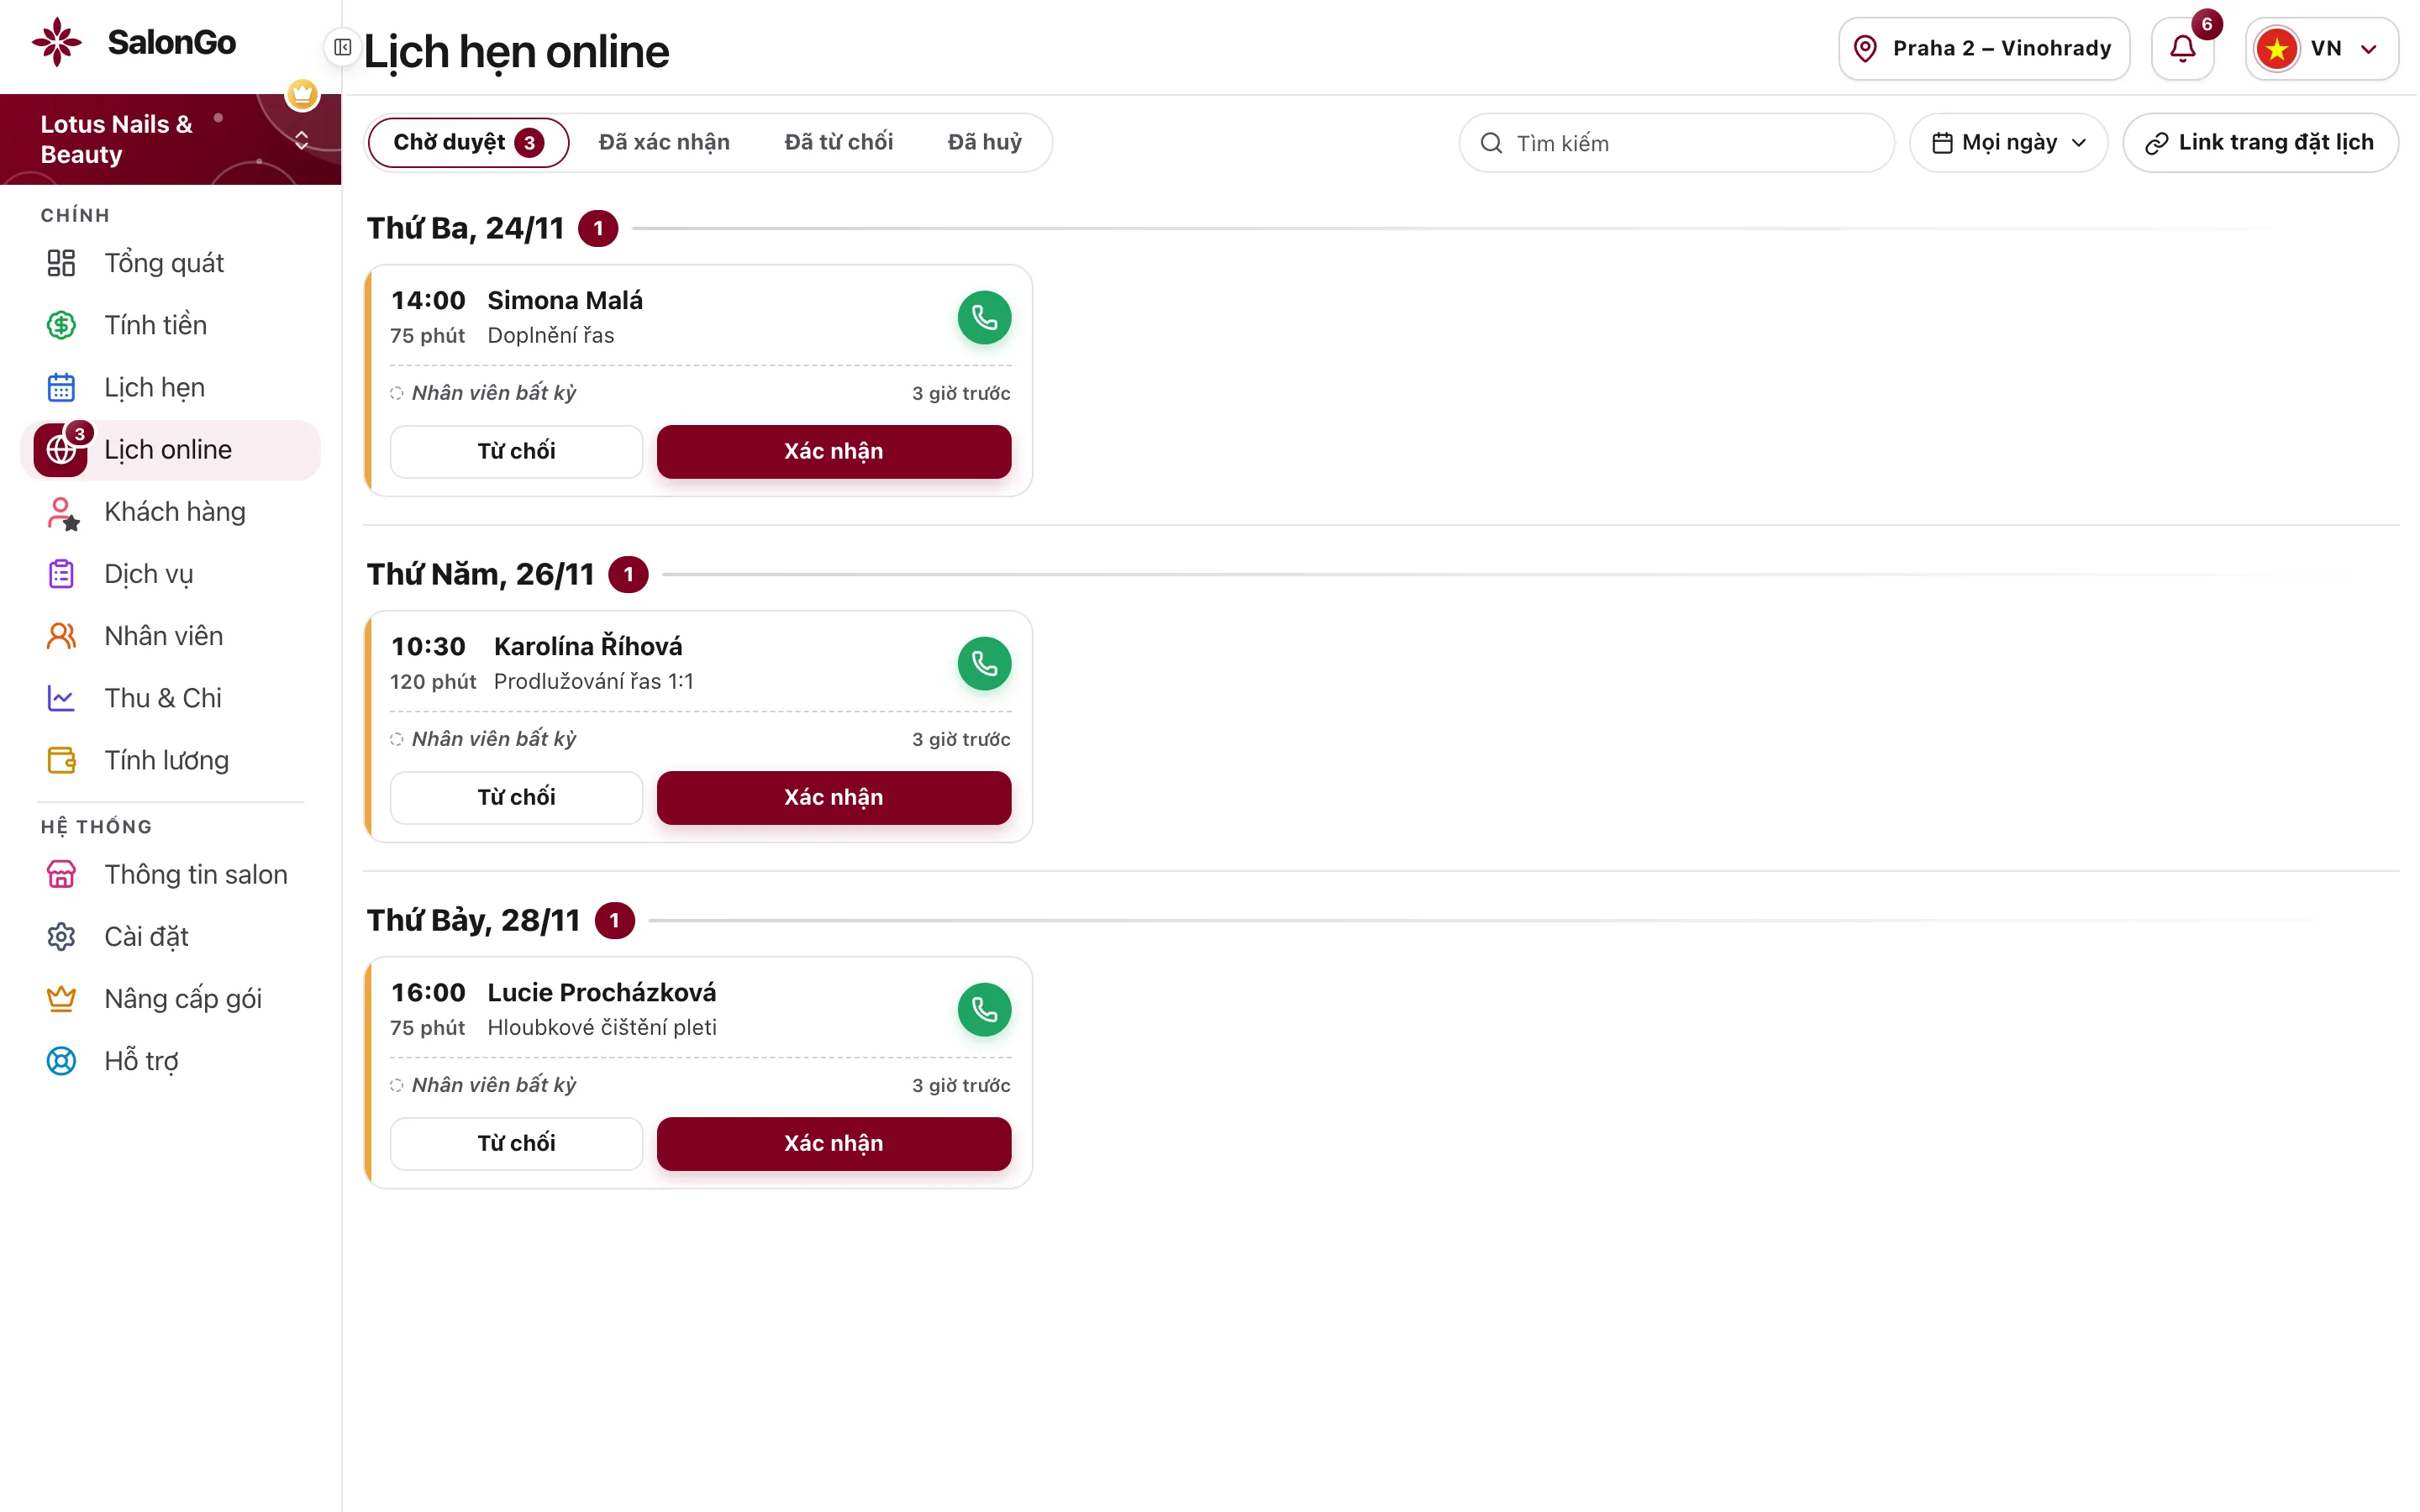 SalonGo
Lotus Nails &
Beauty
CHÍNH
Tổng quát
Tính tiền
Lịch hẹn
3
Lịch online
Khách hàng
Dịch vụ
Nhân viên
Thu & Chi
Tính lương
HỆ THỐNG
Thông tin salon
Cài đặt
Nâng cấp gói
Hỗ trợ
Lịch hẹn online
Praha 2 – Vinohrady
6
VN
Chờ duyệt 3
Đã xác nhận
Đã từ chối
Đã huỷ
Tìm kiếm
Mọi ngày
Link trang đặt lịch
Thứ Ba, 24/11 1
14:00 Simona Malá
75 phút Doplnění řas
Nhân viên bất kỳ 3 giờ trước
Từ chối Xác nhận
Thứ Năm, 26/11 1
10:30 Karolína Říhová
120 phút Prodlužování řas 1:1
Nhân viên bất kỳ 3 giờ trước
Từ chối Xác nhận
Thứ Bảy, 28/11 1
16:00 Lucie Procházková
75 phút Hloubkové čištění pleti
Nhân viên bất kỳ 3 giờ trước
Từ chối Xác nhận